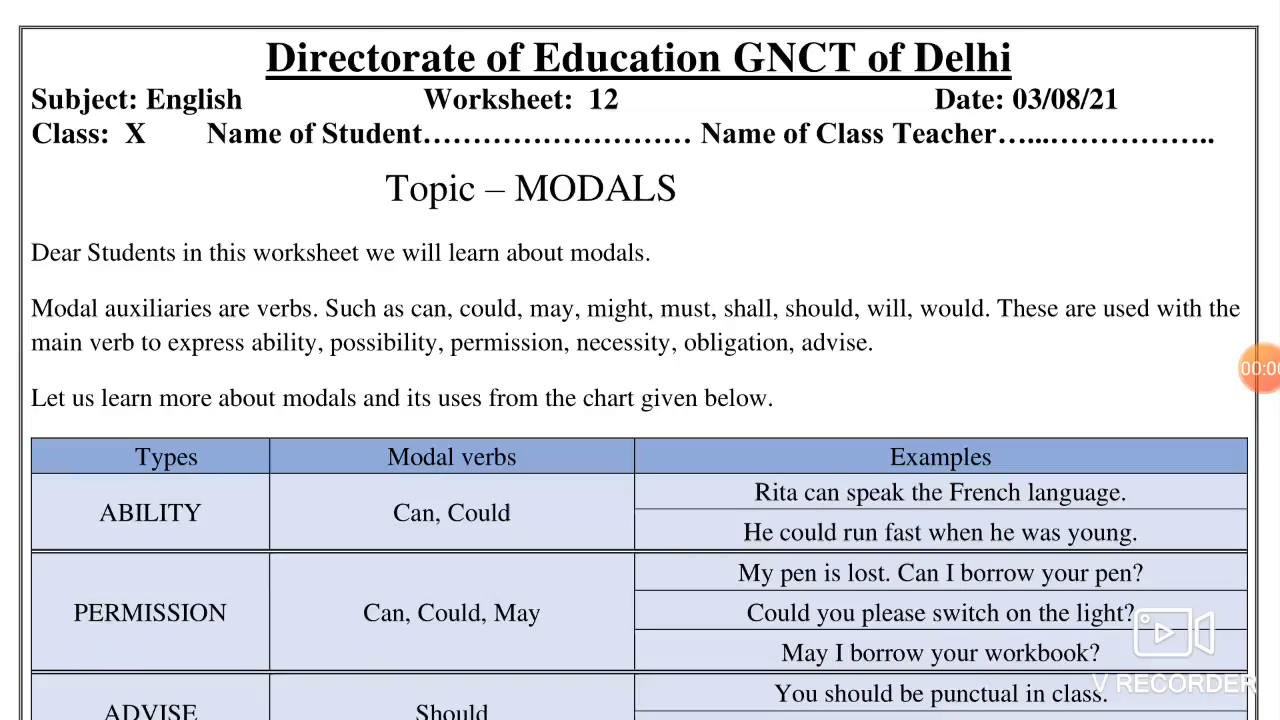 Directorate of Education GNCT of Delhi
Subject: English Worksheet: 12 Date: 03/08/21
Class: X Name of Student……………………… Name of Class Teacher…...……………..
Topic – MODALS
Dear Students in this worksheet we will learn about modals.
Modal auxiliaries are verbs. Such as can, could, may, might, must, shall, should, will, would. These are used with the
main verb to express ability, possibility, permission, necessity, obligation, advise.
Let us learn more about modals and its uses from the chart given below.
Types Modal verbs Examples
ABILITY Can, Could
Rita can speak the French language.
He could run fast when he was young.
PERMISSION Can, Could, May
My pen is lost. Can I borrow your pen?
Could you please switch on the light?
May I borrow your workbook?
ADVISE Should
You should be punctual in class.
00:00
V RECORDER